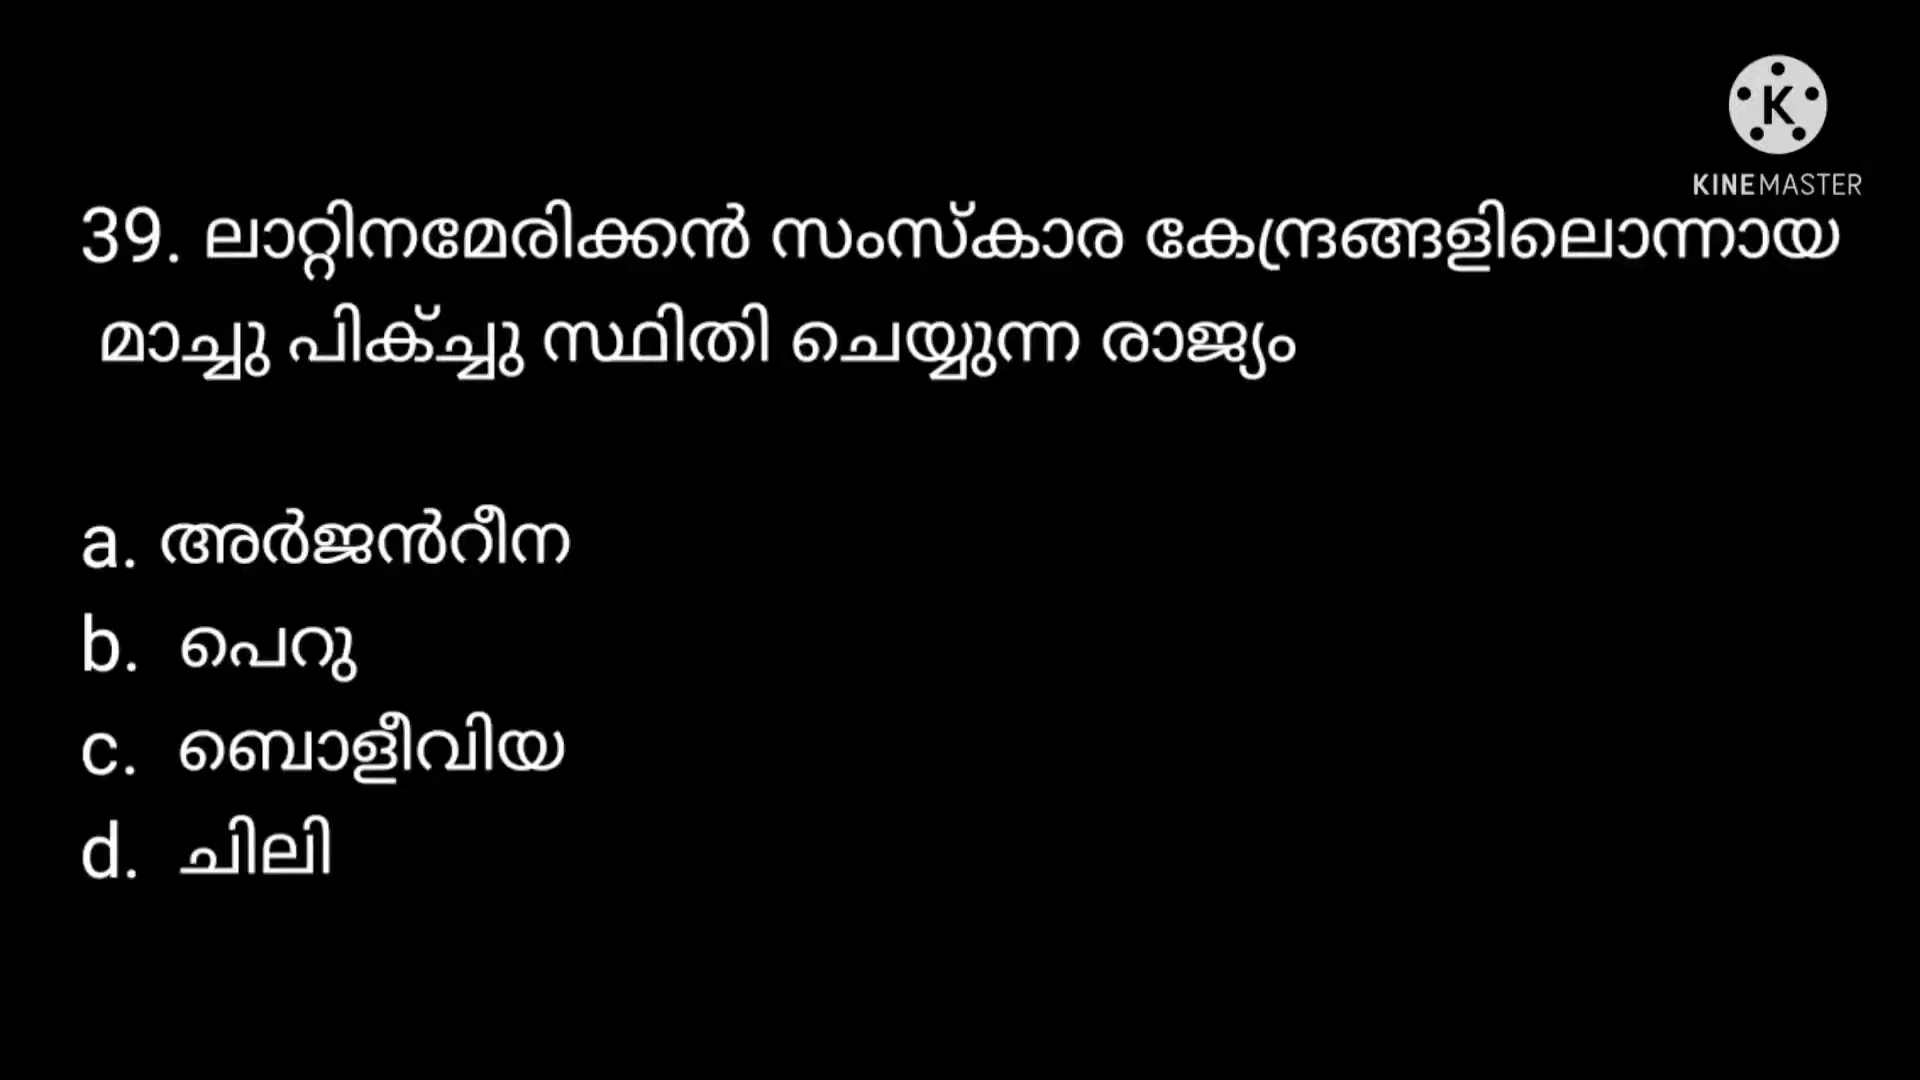 K
KINEMASTER
39. ലാറ്റിനമേരിക്കൻ സംസ്കാര കേന്ദ്രങ്ങളിലൊന്നായ
മാച്ചു പിക്ച്ചു സ്ഥിതി ചെയ്യുന്ന രാജ്യം
a. അർജൻറീന
b. പെറു
c. ബൊളീവിയ
d. ചിലി